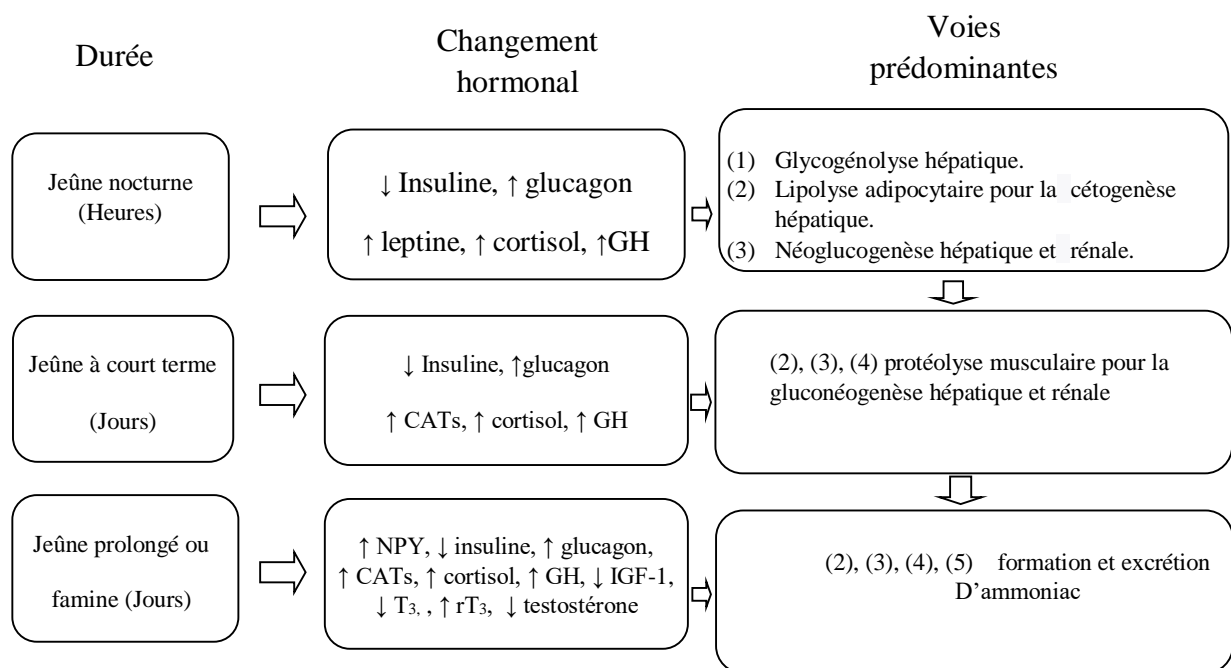 Durée
Changement
hormonal
Voies
prédominantes
Jeûne nocturne
(Heures)
↓ Insuline, ↑ glucagon
↑ leptine, ↑ cortisol, ↑GH
(1) Glycogénolyse hépatique.
(2) Lipolyse adipocytaire pour la cétogenèse
hépatique.
(3) Néoglucogenèse hépatique et rénale.
Jeûne à court terme
(Jours)
↓ Insuline, ↑glucagon
↑ CATs, ↑ cortisol, ↑ GH
(2), (3), (4) protéolyse musculaire pour la
gluconéogenèse hépatique et rénale
Jeûne prolongé ou
famine (Jours)
↑ NPY, ↓ insuline, ↑ glucagon,
↑ CATs, ↑ cortisol, ↑ GH, ↓ IGF-1,
↓ T₃, , ↑ rT₃, ↓ testostérone
(2), (3), (4), (5) formation et excrétion
D’ammoniac